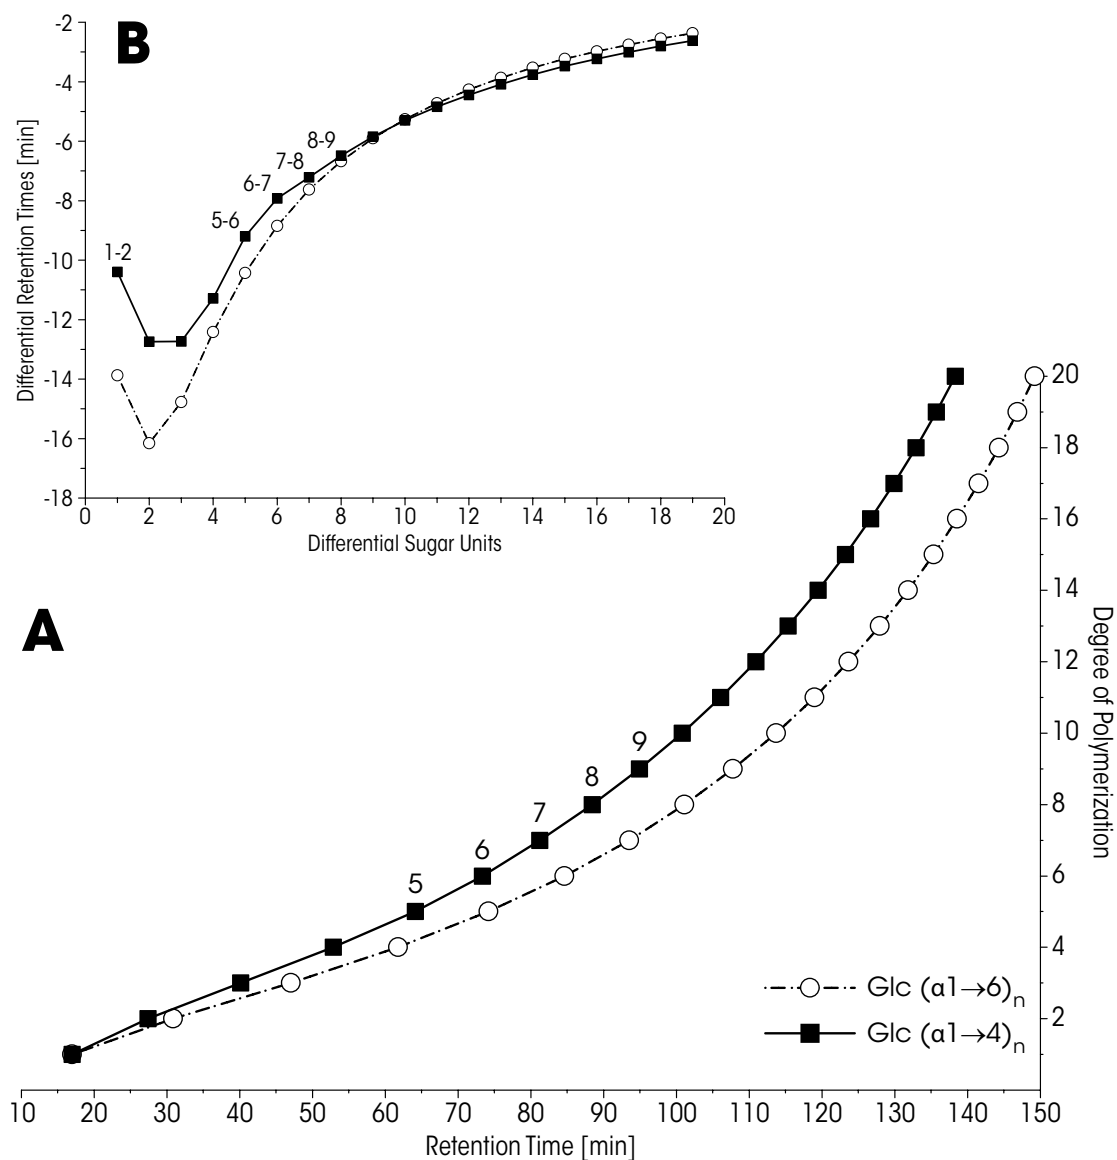 B
-2
-4
-6
-8
-10
-12
-14
-16
-18
Differential Retention Times [min]
1-2
5-6
6-7
7-8
8-9
0 2 4 6 8 10 12 14 16 18 20
Differential Sugar Units
A
5
6
7
8
9
20
18
16
14
12
10
8
6
4
2
Degree of Polymerization
Glc (α1→6)n
Glc (α1→4)n
10 20 30 40 50 60 70 80 90 100 110 120 130 140 150
Retention Time [min]